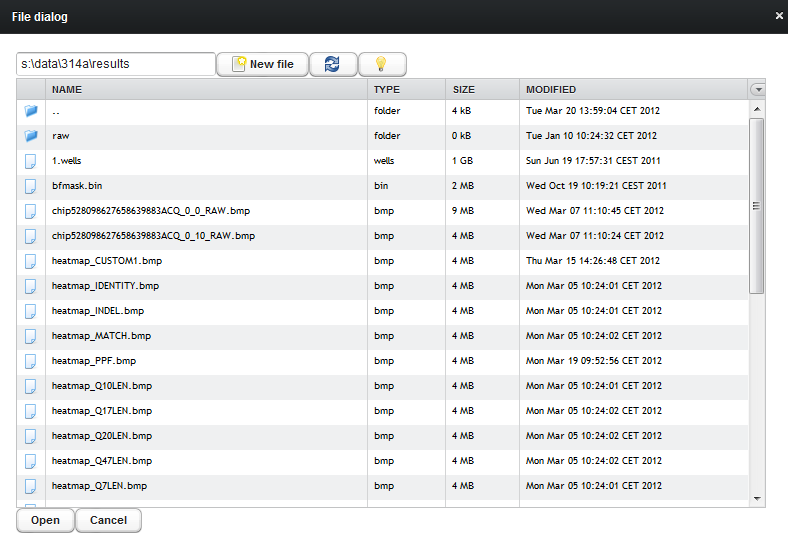 File dialog
s:\data\314a\results New file
NAME TYPE SIZE MODIFIED
.. folder 4 kB Tue Mar 20 13:59:04 CET 2012
raw folder 0 kB Tue Jan 10 10:24:32 CET 2012
1.wells wells 1 GB Sun Jun 19 17:57:31 CEST 2011
bfmask.bin bin 2 MB Wed Oct 19 10:19:21 CEST 2011
chip528098627658639883ACQ_0_0_RAW.bmp bmp 9 MB Wed Mar 07 11:10:45 CET 2012
chip528098627658639883ACQ_0_10_RAW.bmp bmp 4 MB Wed Mar 07 11:10:24 CET 2012
heatmap_CUSTOM1.bmp bmp 4 MB Thu Mar 15 14:26:48 CET 2012
heatmap_IDENTITY.bmp bmp 4 MB Mon Mar 05 10:24:01 CET 2012
heatmap_INDEL.bmp bmp 4 MB Mon Mar 05 10:24:01 CET 2012
heatmap_MATCH.bmp bmp 4 MB Mon Mar 05 10:24:02 CET 2012
heatmap_PPF.bmp bmp 4 MB Mon Mar 19 09:52:56 CET 2012
heatmap_Q10LEN.bmp bmp 4 MB Mon Mar 05 10:24:01 CET 2012
heatmap_Q17LEN.bmp bmp 4 MB Mon Mar 05 10:24:02 CET 2012
heatmap_Q20LEN.bmp bmp 4 MB Mon Mar 05 10:24:02 CET 2012
heatmap_Q47LEN.bmp bmp 4 MB Mon Mar 05 10:24:02 CET 2012
heatmap_Q7LEN.bmp bmp 4 MB Mon Mar 05 10:24:01 CET 2012
Open Cancel